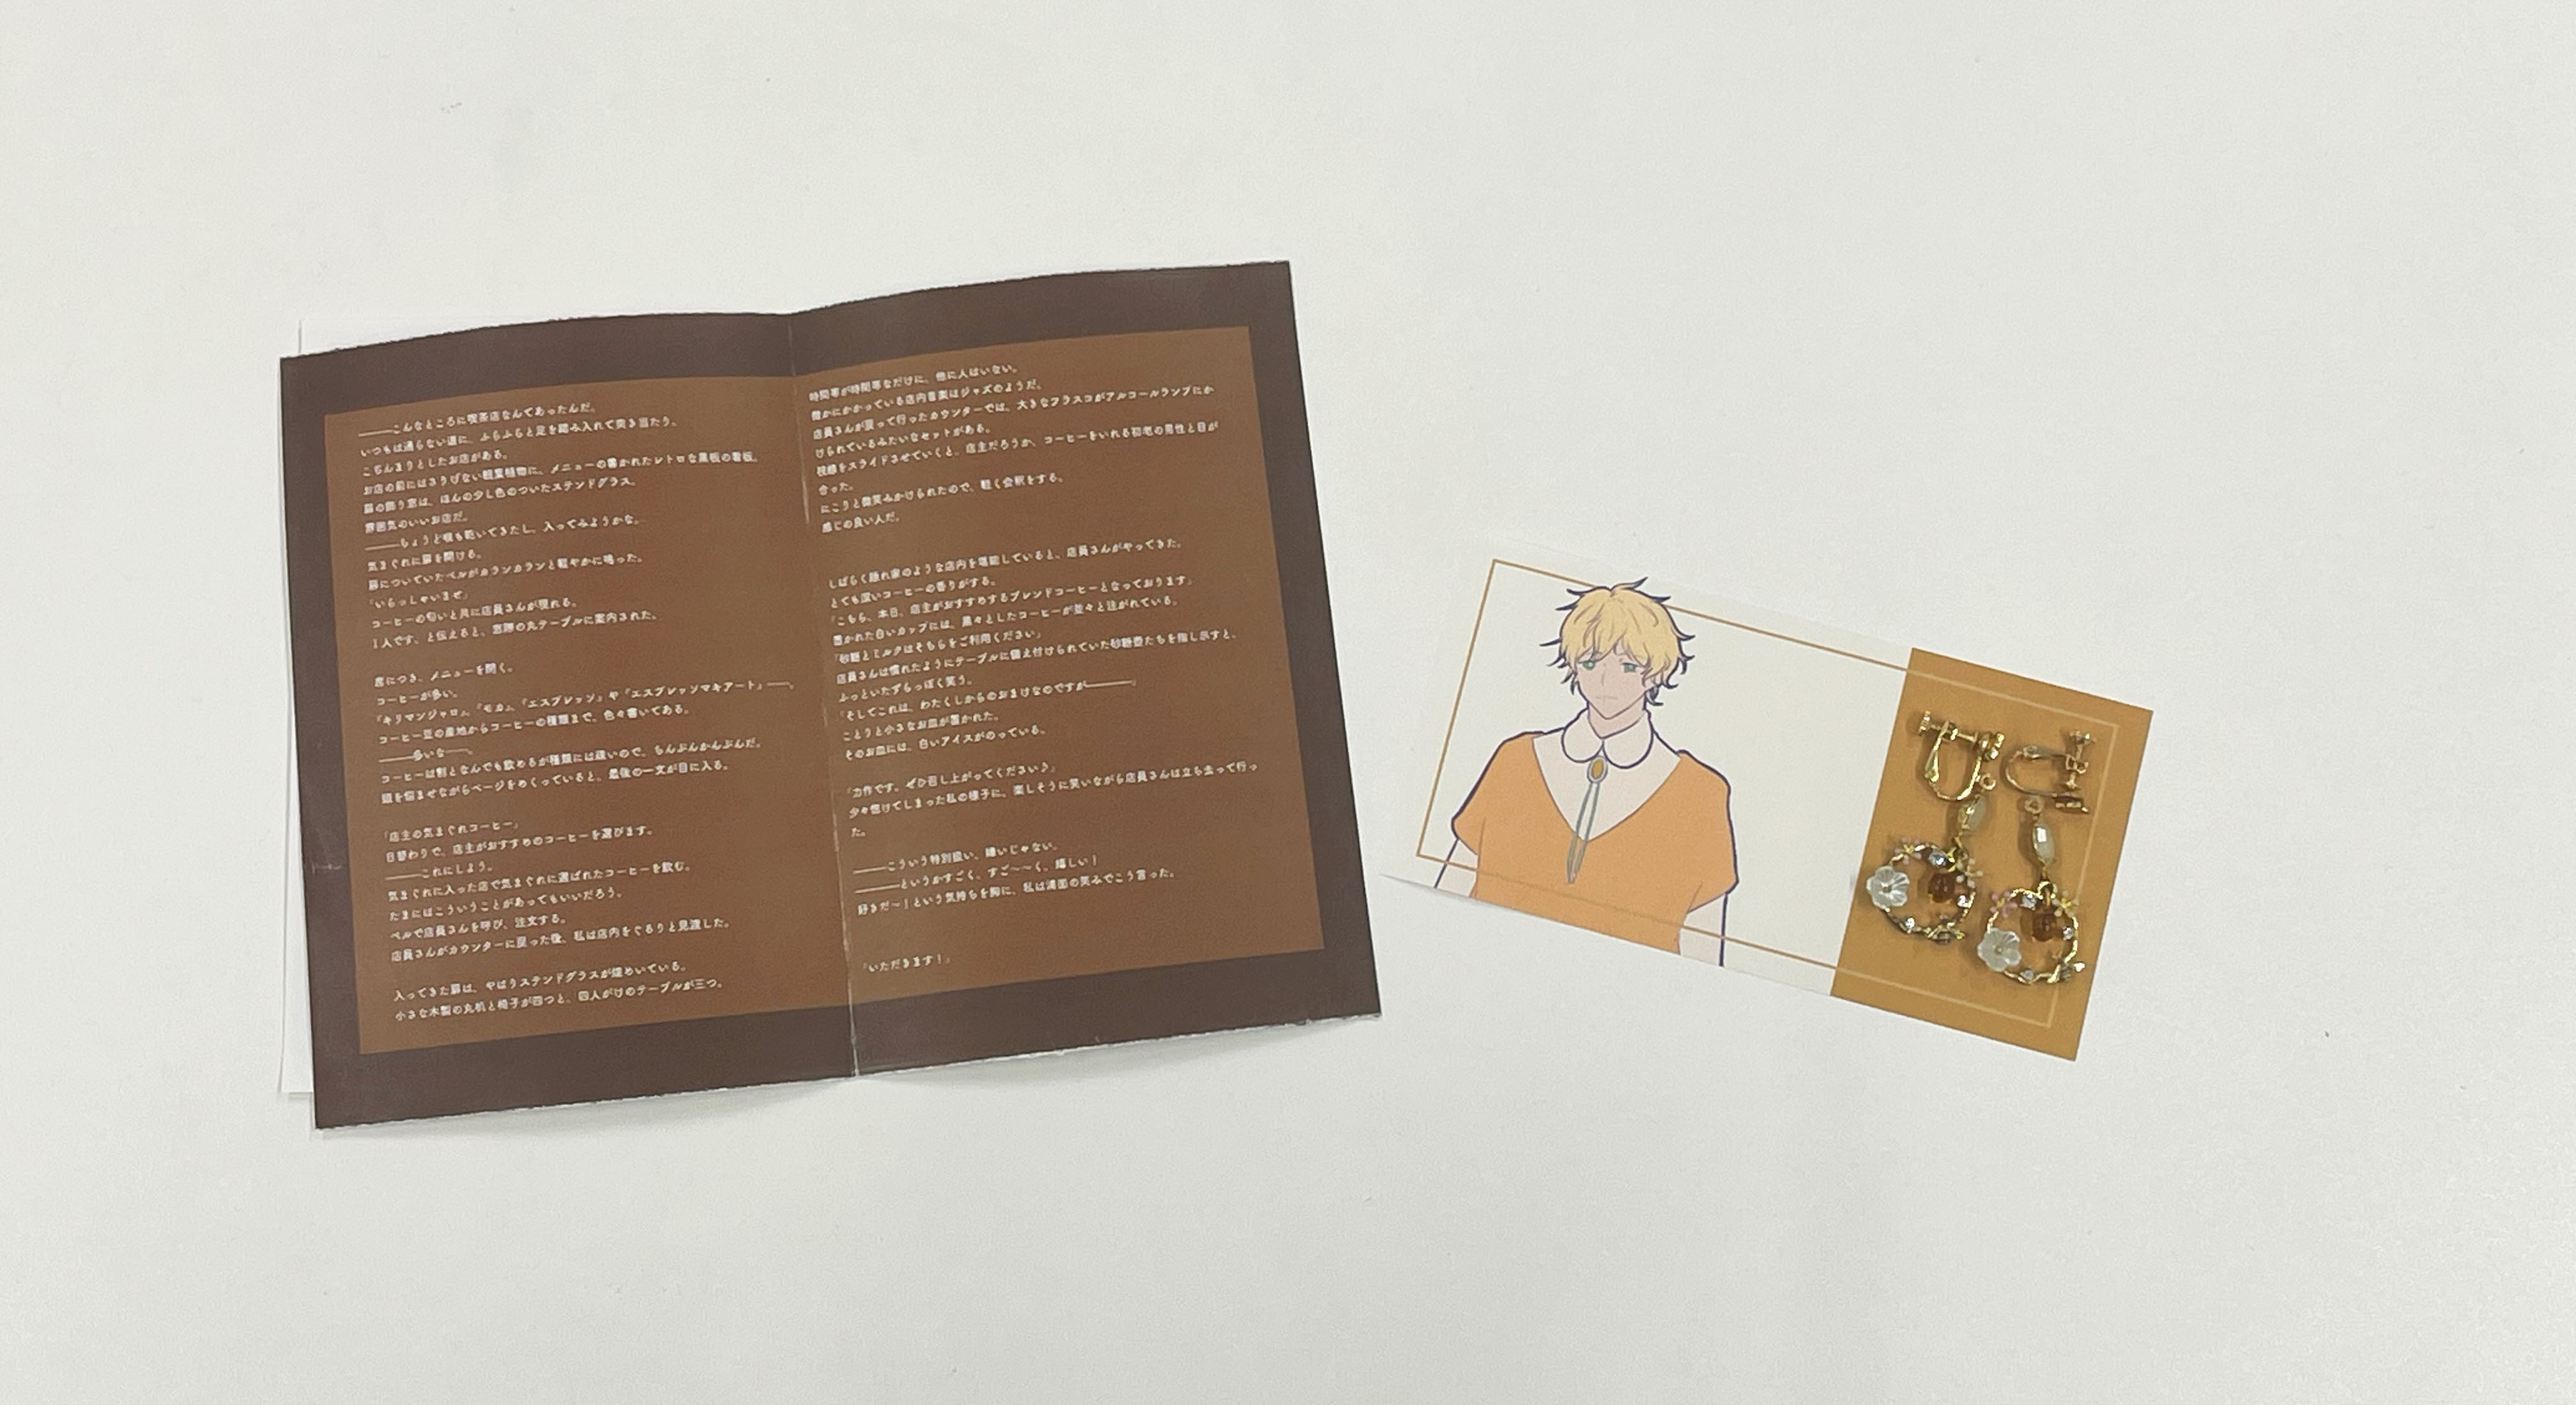 ―――こんなところに喫茶店なんてあったんだ。
いつもは通らない道に、ふらふらと足を踏み入れて突き当たう。
こぢんまりとしたお店がある。
お店の前にはさりげない観葉植物に、メニューの書かれたレトロな黒板の看板。
扉の飾り窓は、ほんの少し色のついたステンドグラス。
雰囲気のいいお店だ。
―――ちょうど喉も乾いてきたし、入ってみようかな。
気まぐれに扉を開ける。
扉についていたベルがカランカランと軽やかに鳴った。
「いらっしゃいませ」
コーヒーの匂いと共に店員さんが現れる。
1人です、と伝えると、窓際の丸テーブルに案内された。
席につき、メニューを開く。
コーヒーが多い。
『キリマンジャロ』、『モカ』、『エスプレッソ』や『エスプレッソマキアート』――。
コーヒー豆の産地からコーヒーの種類まで、色々書いてある。
―――多いな――。
コーヒーは割となんでも飲めるが種類には疎いので、ちんぷんかんぷんだ。
頭を悩ませながらページをめくっていると、最後の一文が目に入る。
「店主の気まぐれコーヒー」
日替わりで、店主がおすすめのコーヒーを選びます。
―――これにしよう。
気まぐれに入った店で気まぐれに選ばれたコーヒーを飲む。
たまにはこういうことがあってもいいだろう。
ベルで店員さんを呼び、注文する。
店員さんがカウンターに戻った後、私は店内をぐるりと見渡した。
入ってきた扉は、やはりステンドグラスが煌めいている。
小さな木製の丸机と椅子が四つと、四人がけのテーブルが三つ。
時間帯が時間帯なだけに、他に人はいない。
微かにかかっている店内音楽はジャズのようだ。
店員さんが戻って行ったカウンターでは、大きなフラスコがアルコールランプにか
けられているみたいなセットがある。
視線をスライドさせていくと、店主だろうか、コーヒーをいれる初老の男性と目が
合った。
にこりと微笑みかけられたので、軽く会釈をする。
感じの良い人だ。
しばらく隠れ家のような店内を堪能していると、店員さんがやってきた。
とても深いコーヒーの香りがする。
「こちら、本日、店主がおすすめするブレンドコーヒーとなっております」
置かれた白いカップには、黒々としたコーヒーが並々と注がれている。
「砂糖とミルクはそちらをご利用ください」
店員さんは慣れたようにテーブルに備え付けられていた砂糖壺たちを指し示すと、
ふっといたずらっぽく笑う。
「そしてこれは、わたくしからのおまけなのですが――――。
ことりと小さなお皿が置かれた。
そのお皿には、白いアイスがのっている。
「力作です。ぜひ召し上がってください♪」
少々惚けてしまった私の様子に、楽しそうに笑いながら店員さんは立ち去って行っ
た。
―――こういう特別扱い、嫌いじゃない。
――――というかすごく、すご〜〜く、嬉しい！
好きだ〜！という気持ちを胸に、私は満面の笑みでこう言った。
「いただきます！」